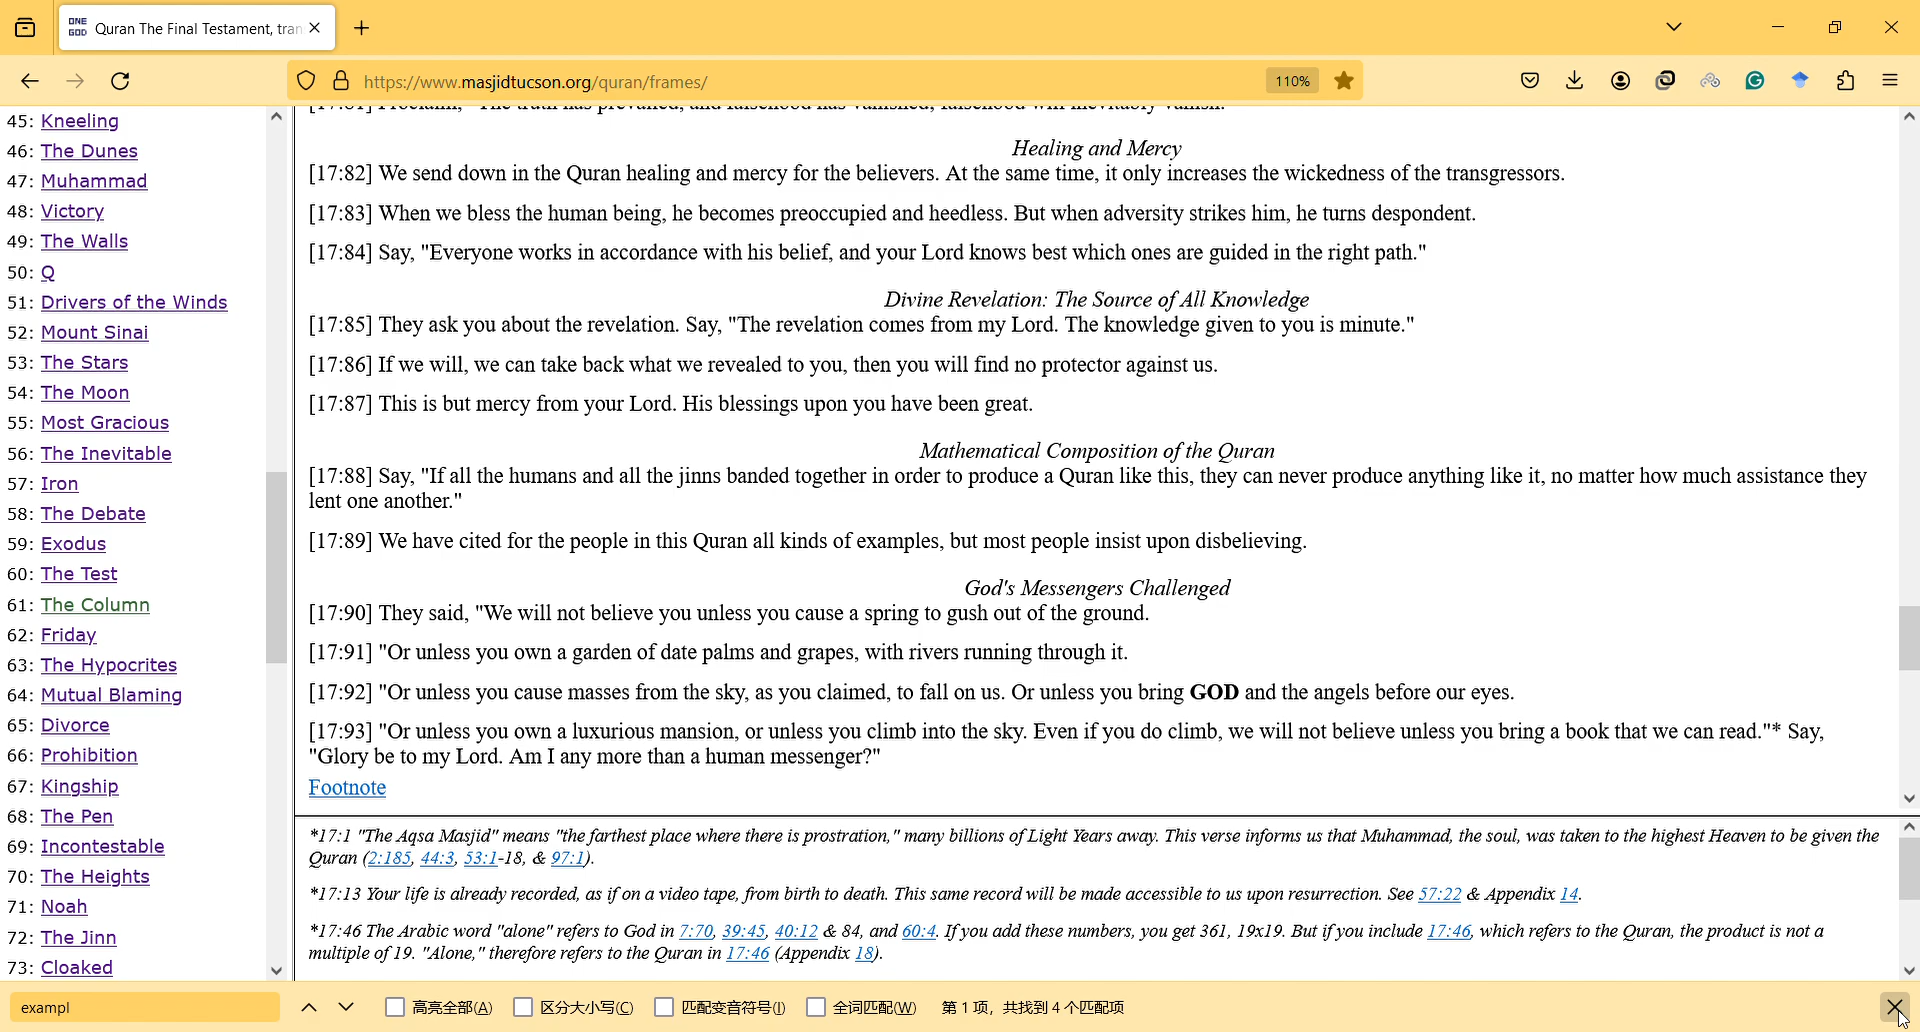 Quran The Final Testament, tran
https://www.masjidtucson.org/quran/frames/
110%
45: Kneeling
46: The Dunes
47: Muhammad
48: Victory
49: The Walls
50: Q
51: Drivers of the Winds
52: Mount Sinai
53: The Stars
54: The Moon
55: Most Gracious
56: The Inevitable
57: Iron
58: The Debate
59: Exodus
60: The Test
61: The Column
62: Friday
63: The Hypocrites
64: Mutual Blaming
65: Divorce
66: Prohibition
67: Kingship
68: The Pen
69: Incontestable
70: The Heights
71: Noah
72: The Jinn
73: Cloaked
[17:81] Proclaim, "The truth has prevailed, and falsehood has vanished; falsehood will inevitably vanish."
Healing and Mercy
[17:82] We send down in the Quran healing and mercy for the believers. At the same time, it only increases the wickedness of the transgressors.
[17:83] When we bless the human being, he becomes preoccupied and heedless. But when adversity strikes him, he turns despondent.
[17:84] Say, "Everyone works in accordance with his belief, and your Lord knows best which ones are guided in the right path."
Divine Revelation: The Source of All Knowledge
[17:85] They ask you about the revelation. Say, "The revelation comes from my Lord. The knowledge given to you is minute."
[17:86] If we will, we can take back what we revealed to you, then you will find no protector against us.
[17:87] This is but mercy from your Lord. His blessings upon you have been great.
Mathematical Composition of the Quran
[17:88] Say, "If all the humans and all the jinns banded together in order to produce a Quran like this, they can never produce anything like it, no matter how much assistance they
lent one another."
[17:89] We have cited for the people in this Quran all kinds of examples, but most people insist upon disbelieving.
God's Messengers Challenged
[17:90] They said, "We will not believe you unless you cause a spring to gush out of the ground.
[17:91] "Or unless you own a garden of date palms and grapes, with rivers running through it.
[17:92] "Or unless you cause masses from the sky, as you claimed, to fall on us. Or unless you bring GOD and the angels before our eyes.
[17:93] "Or unless you own a luxurious mansion, or unless you climb into the sky. Even if you do climb, we will not believe unless you bring a book that we can read."* Say,
"Glory be to my Lord. Am I any more than a human messenger?"
Footnote
*17:1 "The Aqsa Masjid" means "the farthest place where there is prostration," many billions of Light Years away. This verse informs us that Muhammad, the soul, was taken to the highest Heaven to be given the
Quran (2:185, 44:3, 53:1-18, & 97:1).
*17:13 Your life is already recorded, as if on a video tape, from birth to death. This same record will be made accessible to us upon resurrection. See 57:22 & Appendix 14.
*17:46 The Arabic word "alone" refers to God in 7:70, 39:45, 40:12 & 84, and 60:4. If you add these numbers, you get 361, 19x19. But if you include 17:46, which refers to the Quran, the product is not a
multiple of 19. "Alone," therefore refers to the Quran in 17:46 (Appendix 18).
exampl
高亮全部(A) 区分大小写(C) 匹配变音符号(I) 全词匹配(W) 第 1 项，共找到 4 个匹配项